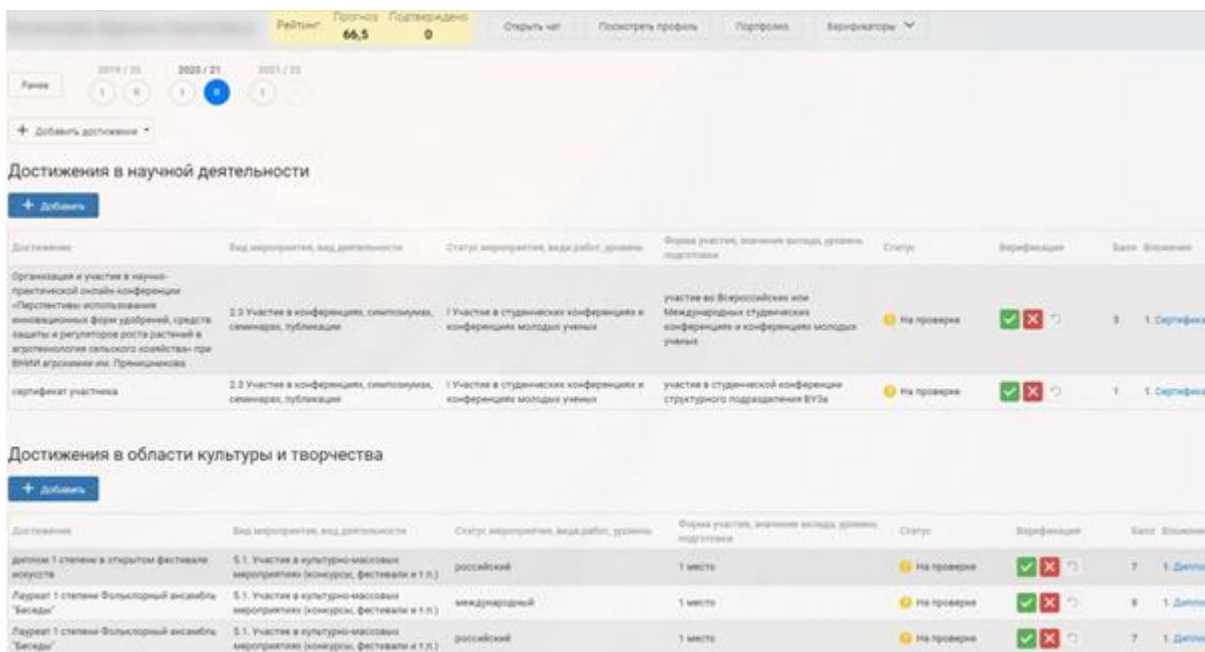 Рейтинг: Прогноз Подтверждено
66,5 0
Открыть чат Посмотреть профиль Портфолио Верификаторы
Ранее
2019 / 20 2020 / 21 2021 / 22
I II I II I
+ Добавить достижение
Достижения в научной деятельности
+ Добавить
Достижение Вид мероприятия, вид деятельности Статус мероприятия, вида работ, уровень Форма участия, значение вклада, уровень подготовки Статус Верификация Балл Вложения
Организация и участие в научно-
практической онлайн конференции
«Перспективы использования
инновационных форм удобрений, средств
защиты и регуляторов роста растений в
агротехнологии сельского хозяйства» при
ВНИИ агрохимии им. Прянишникова
2.3 Участие в конференциях, симпозиумах,
семинарах, публикации
I Участие в студенческих конференциях и
конференциях молодых ученых
участие во Всероссийских или
Международных студенческих
конференциях и конференциях молодых
ученых
На проверке
3 1. Сертифика
сертификат участника
2.3 Участие в конференциях, симпозиумах,
семинарах, публикации
I Участие в студенческих конференциях и
конференциях молодых ученых
участие в студенческой конференции
структурного подразделения ВУЗа
На проверке
1 1. Сертифика
Достижения в области культуры и творчества
+ Добавить
Достижение Вид мероприятия, вид деятельности Статус мероприятия, вида работ, уровень Форма участия, значение вклада, уровень подготовки Статус Верификация Балл Вложения
диплом 1 степени в открытом фестивале
искусств
5.1. Участие в культурно-массовых
мероприятиях (конкурсы, фестивали и т.п.)
российский 1 место На проверке 7 1. Дипло
Лауреат 1 степени Фольклорный ансамбль
"Беседы"
5.1. Участие в культурно-массовых
мероприятиях (конкурсы, фестивали и т.п.)
международный 1 место На проверке 8 1. Дипло
Лауреат 1 степени Фольклорный ансамбль
"Беседы"
5.1. Участие в культурно-массовых
мероприятиях (конкурсы, фестивали и т.п.)
российский 1 место На проверке 7 1. Дипло